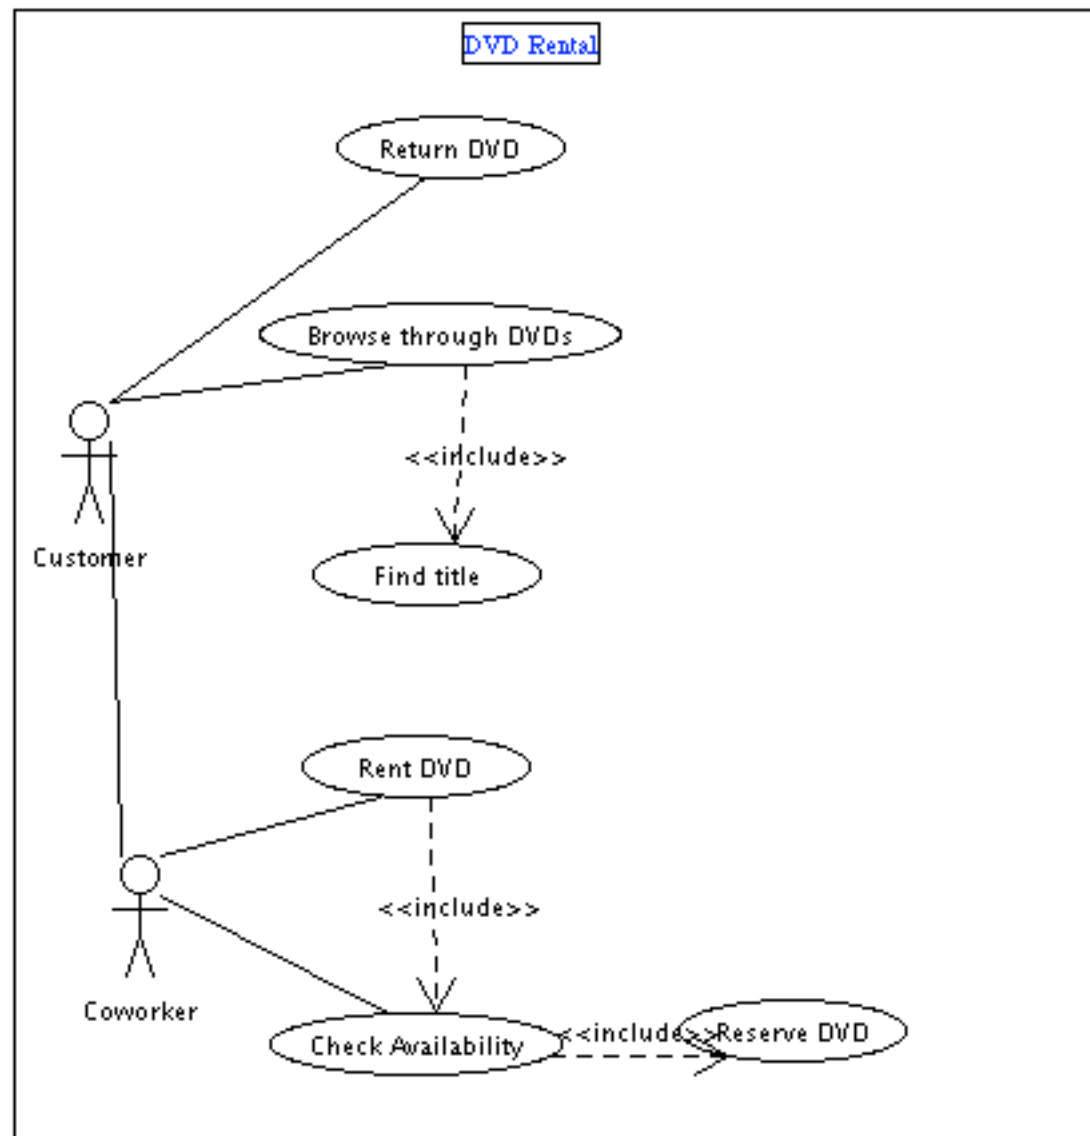 DVD Rental
Return DVD
Browse through DVDs
<<include>>
Find title
Customer
Rent DVD
<<include>>
Coworker
Check Availability
<<include>>
Reserve DVD